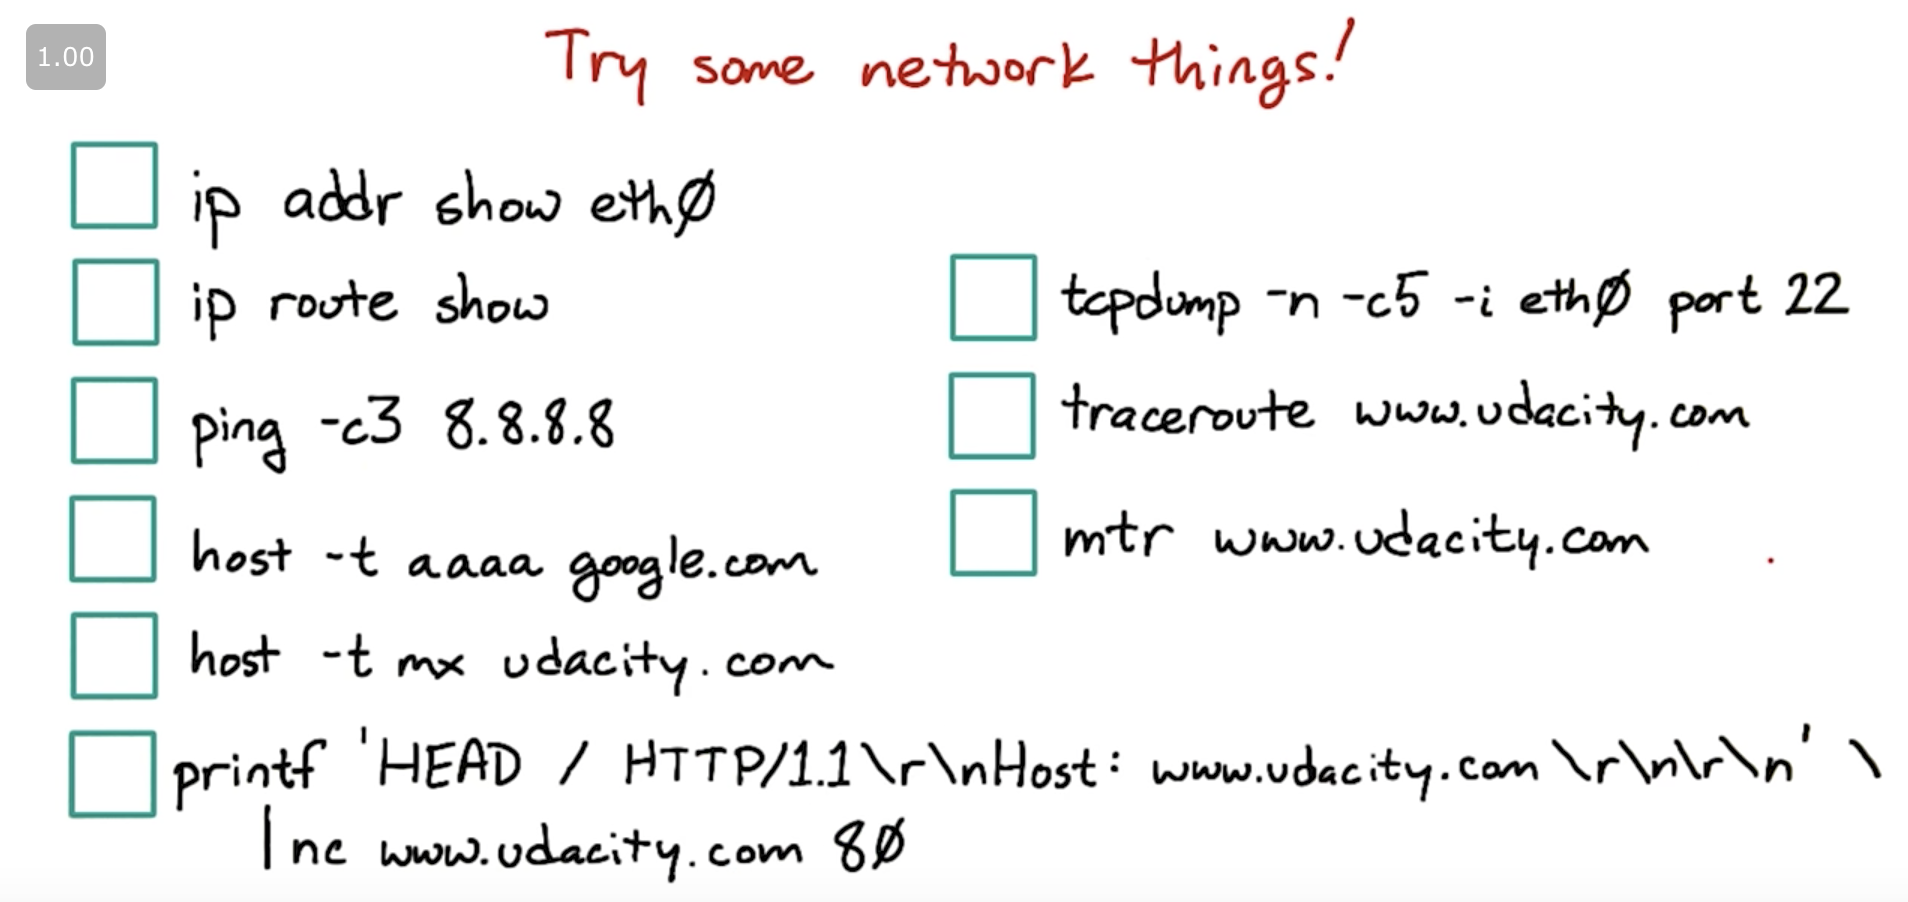 1.00
Try some network things!
ip addr show eth0
ip route show
ping -c3 8.8.8.8
host -t aaaa google.com
host -t mx udacity.com
printf 'HEAD / HTTP/1.1\r\nHost: www.udacity.com\r\n\r\n' \
| nc www.udacity.com 80
tcpdump -n -c5 -i eth0 port 22
traceroute www.udacity.com
mtr www.udacity.com